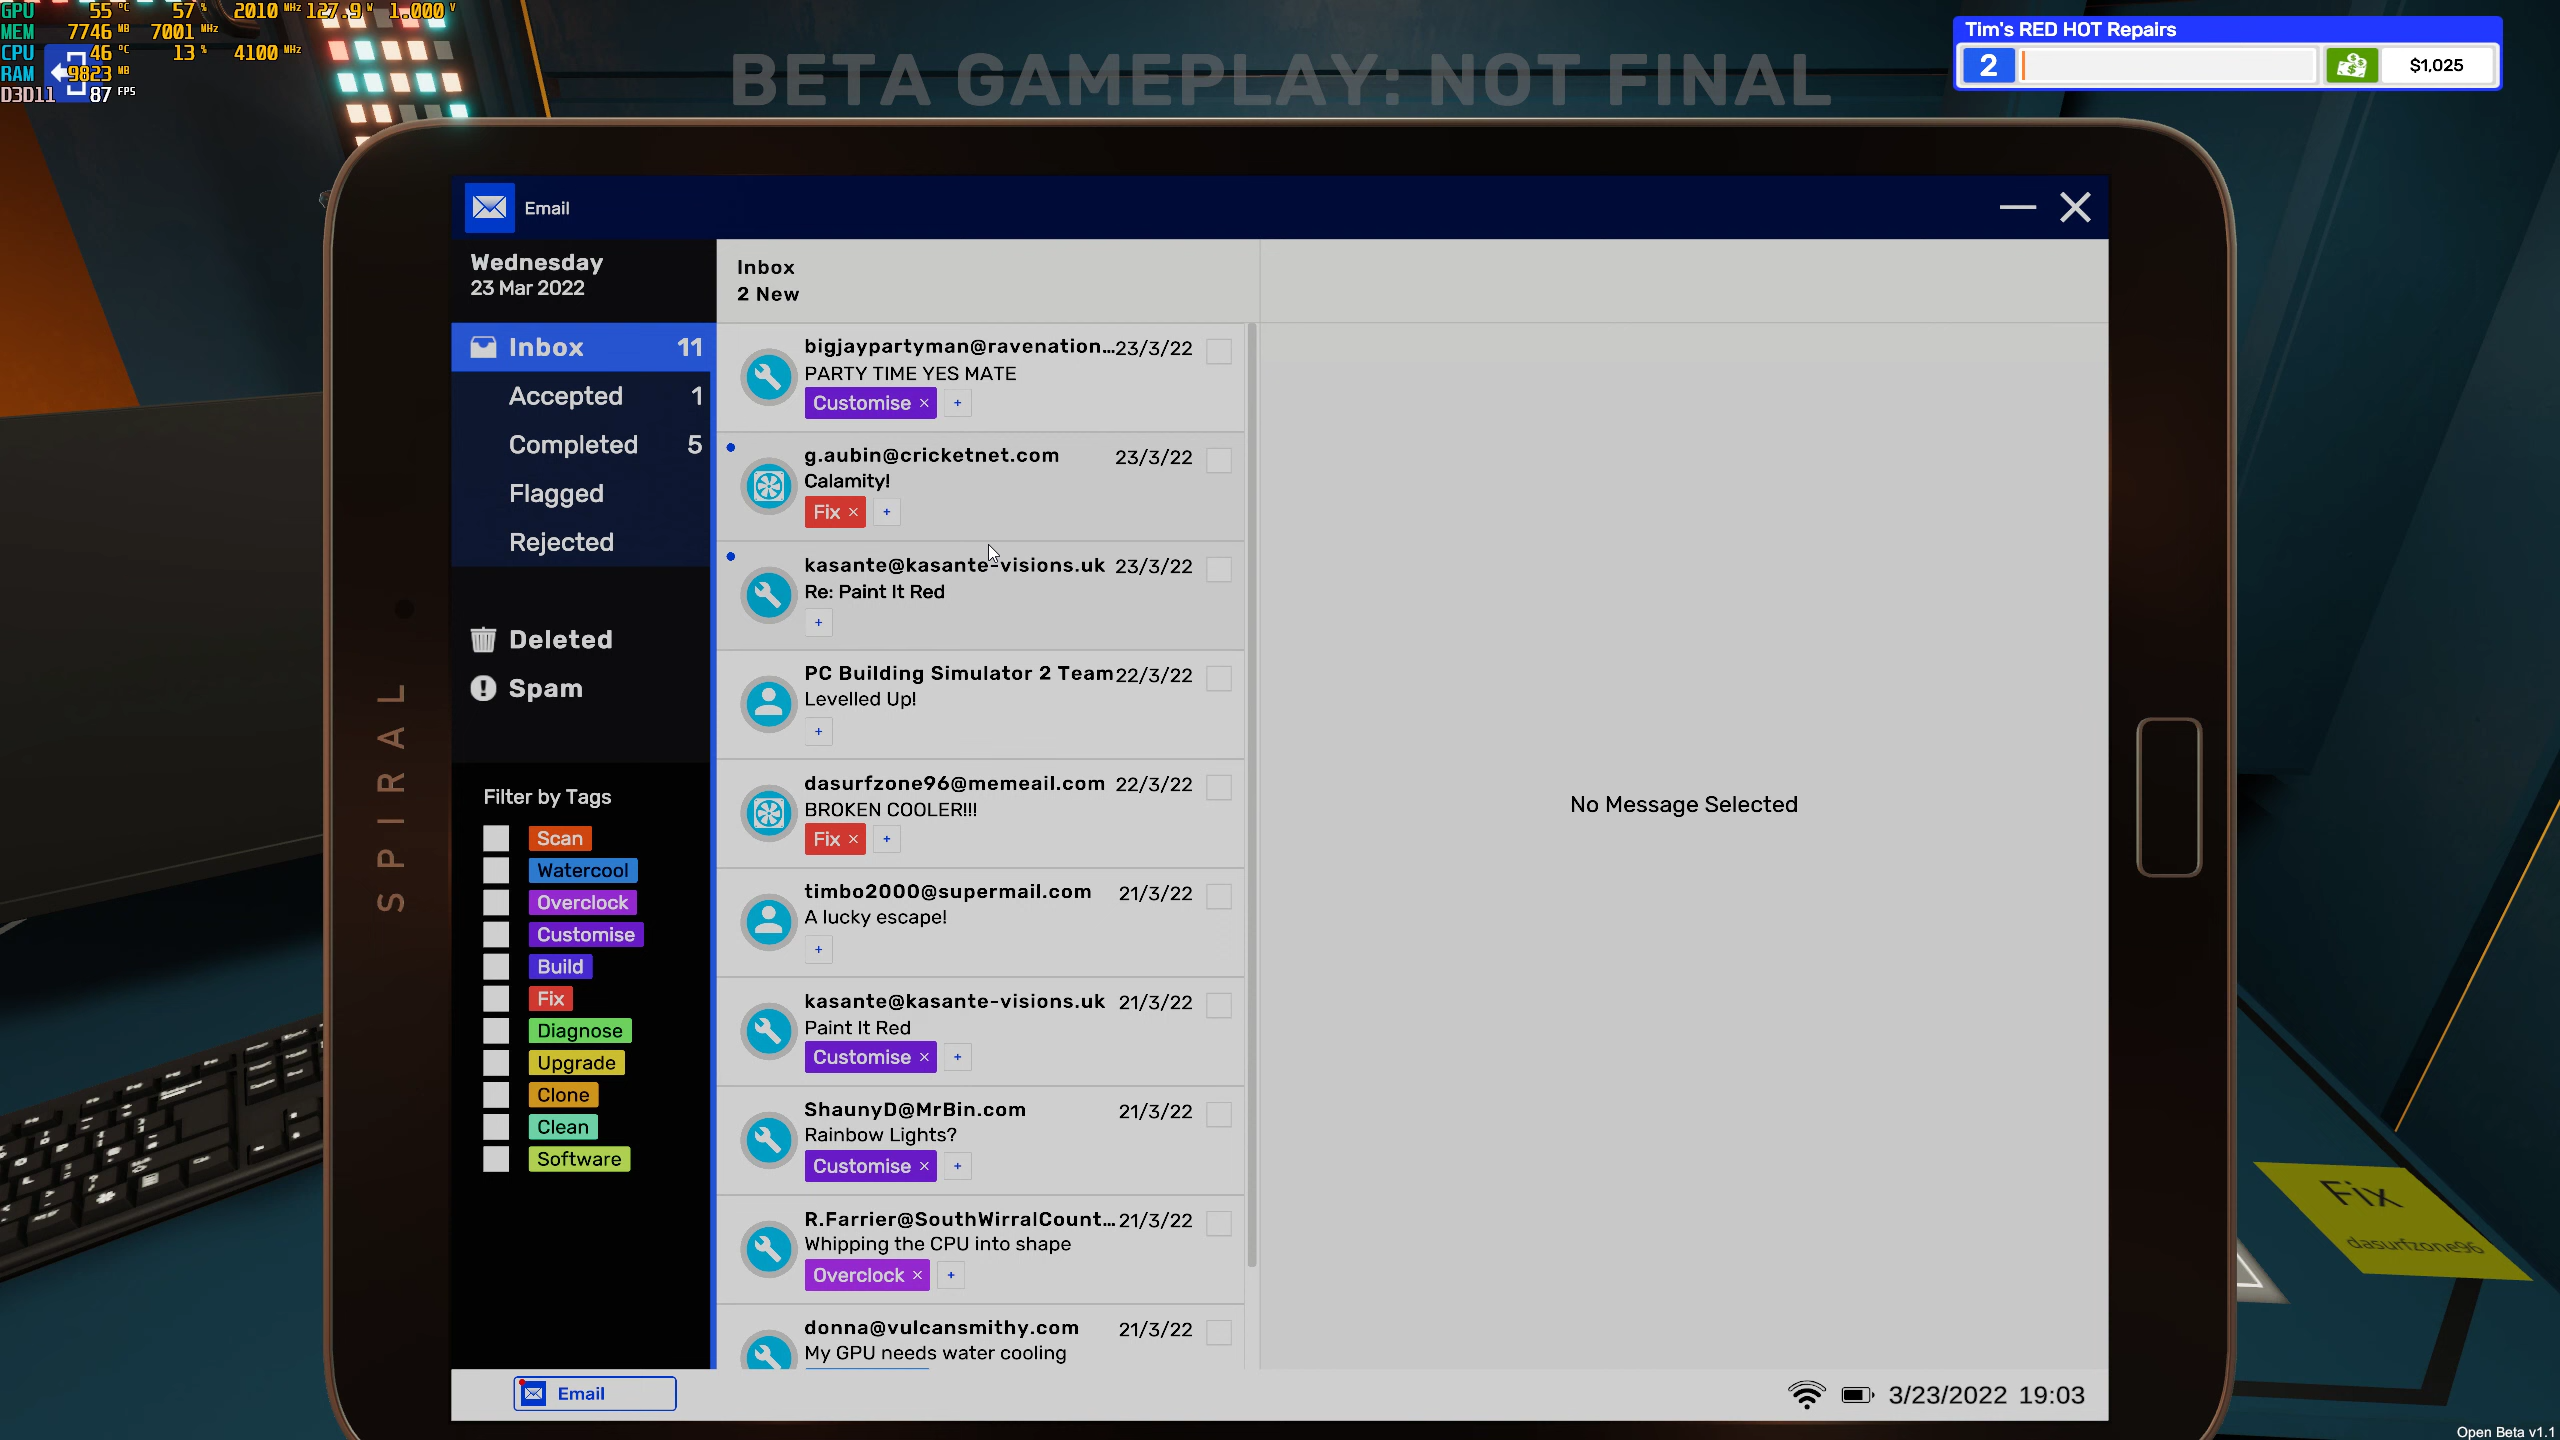 GPU 55 °C 57 % 2010 MHz 127.9 W 1.000 V
MEM 7746 MB 7001 MHz
CPU 46 °C 13 % 4100 MHz
RAM 9823 MB
D3D11 87 FPS
BETA GAMEPLAY: NOT FINAL
Tim's RED HOT Repairs
2 $1,025
Email
Wednesday
23 Mar 2022
Inbox 11
Accepted 1
Completed 5
Flagged
Rejected
Deleted
Spam
Filter by Tags
Scan
Watercool
Overclock
Customise
Build
Fix
Diagnose
Upgrade
Clone
Clean
Software
Inbox
2 New
bigjaypartyman@ravenation... 23/3/22
PARTY TIME YES MATE
Customise × +
g.aubin@cricketnet.com 23/3/22
Calamity!
Fix × +
kasante@kasante-visions.uk 23/3/22
Re: Paint It Red
+
PC Building Simulator 2 Team 22/3/22
Levelled Up!
+
dasurfzone96@memeail.com 22/3/22
BROKEN COOLER!!!
Fix × +
timbo2000@supermail.com 21/3/22
A lucky escape!
+
kasante@kasante-visions.uk 21/3/22
Paint It Red
Customise × +
ShaunyD@MrBin.com 21/3/22
Rainbow Lights?
Customise × +
R.Farrier@SouthWirralCount... 21/3/22
Whipping the CPU into shape
Overclock × +
donna@vulcansmithy.com 21/3/22
My GPU needs water cooling
No Message Selected
Email
3/23/2022 19:03
SPIRAL
Fix
dasurfzone96
Open Beta v1.1